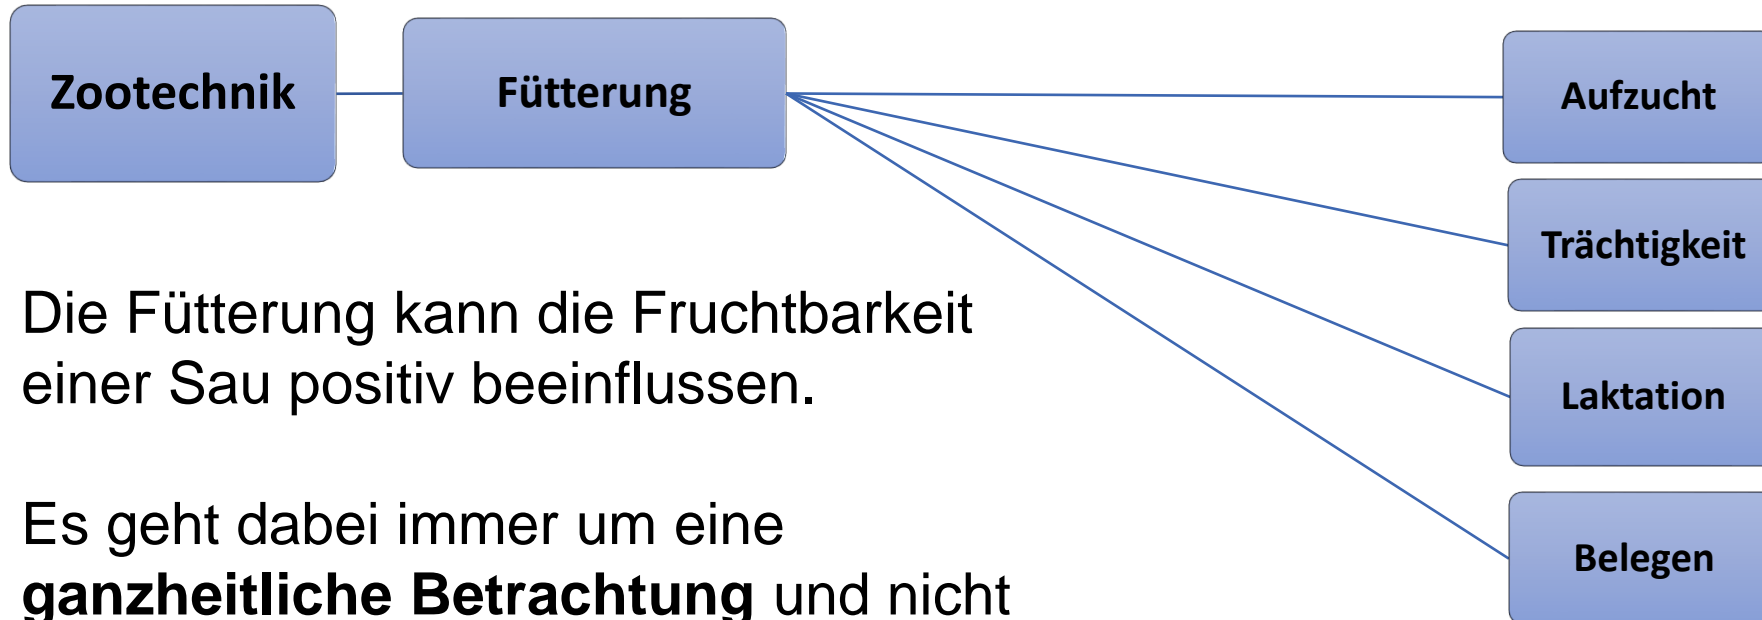 Zootechnik
Fütterung
Aufzucht
Trächtigkeit
Laktation
Belegen
Die Fütterung kann die Fruchtbarkeit
einer Sau positiv beeinflussen.
Es geht dabei immer um eine
ganzheitliche Betrachtung und nicht